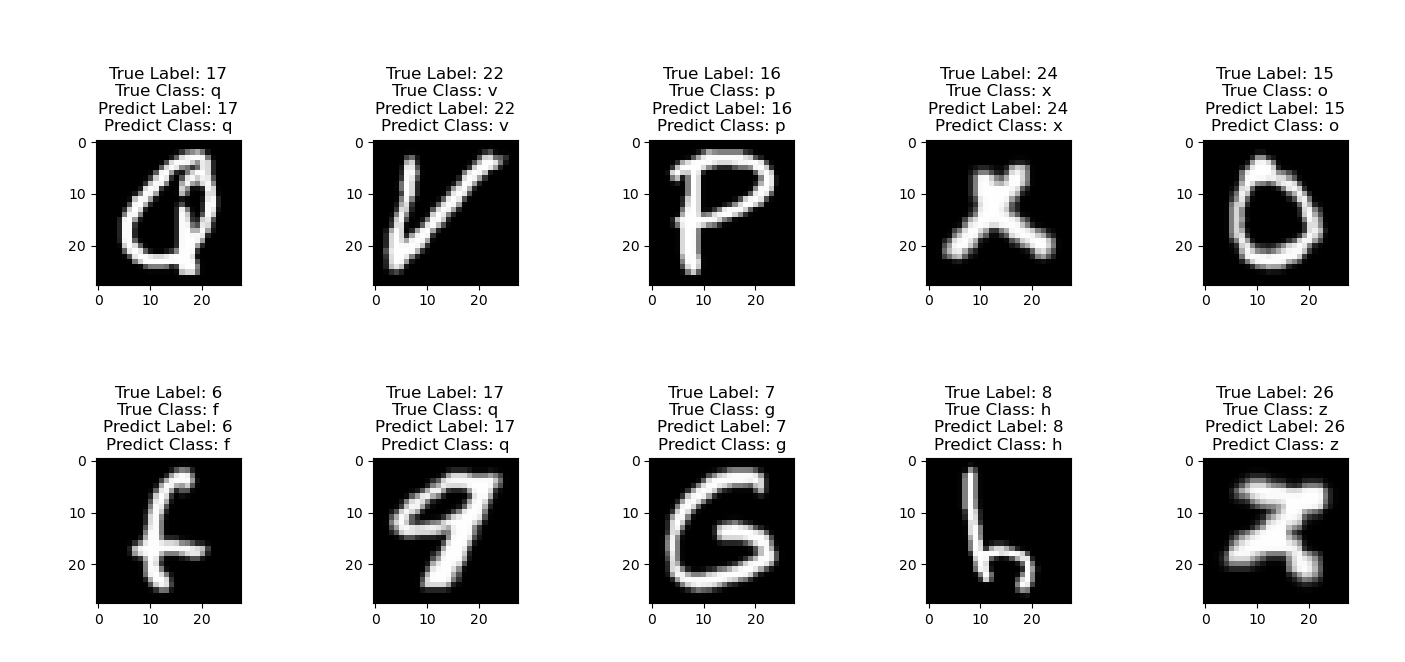 True Label: 17 True Label: 22 True Label: 16 True Label: 24 True Label: 15
True Class: q True Class: v True Class: p True Class: x True Class: o
Predict Label: 17 Predict Label: 22 Predict Label: 16 Predict Label: 24 Predict Label: 15
Predict Class: q Predict Class: v Predict Class: p Predict Class: x Predict Class: o
0 0 0 0 0
Q V P x O
10 10 10 10 10
20 20 20 20 20
0 10 20 0 10 20 0 10 20 0 10 20 0 10 20
True Label: 6 True Label: 17 True Label: 7 True Label: 8 True Label: 26
True Class: f True Class: q True Class: g True Class: h True Class: z
Predict Label: 6 Predict Label: 17 Predict Label: 7 Predict Label: 8 Predict Label: 26
Predict Class: f Predict Class: q Predict Class: g Predict Class: h Predict Class: z
0 0 0 0 0
f q G h z
10 10 10 10 10
20 20 20 20 20
0 10 20 0 10 20 0 10 20 0 10 20 0 10 20